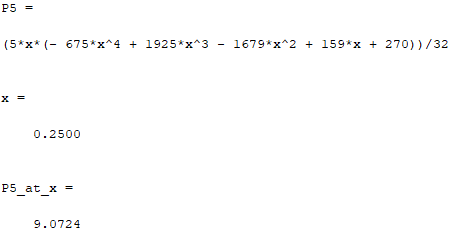 P5 =
(5*x*(- 675*x^4 + 1925*x^3 - 1679*x^2 + 159*x + 270))/32
x =
0.2500
P5_at_x =
9.0724